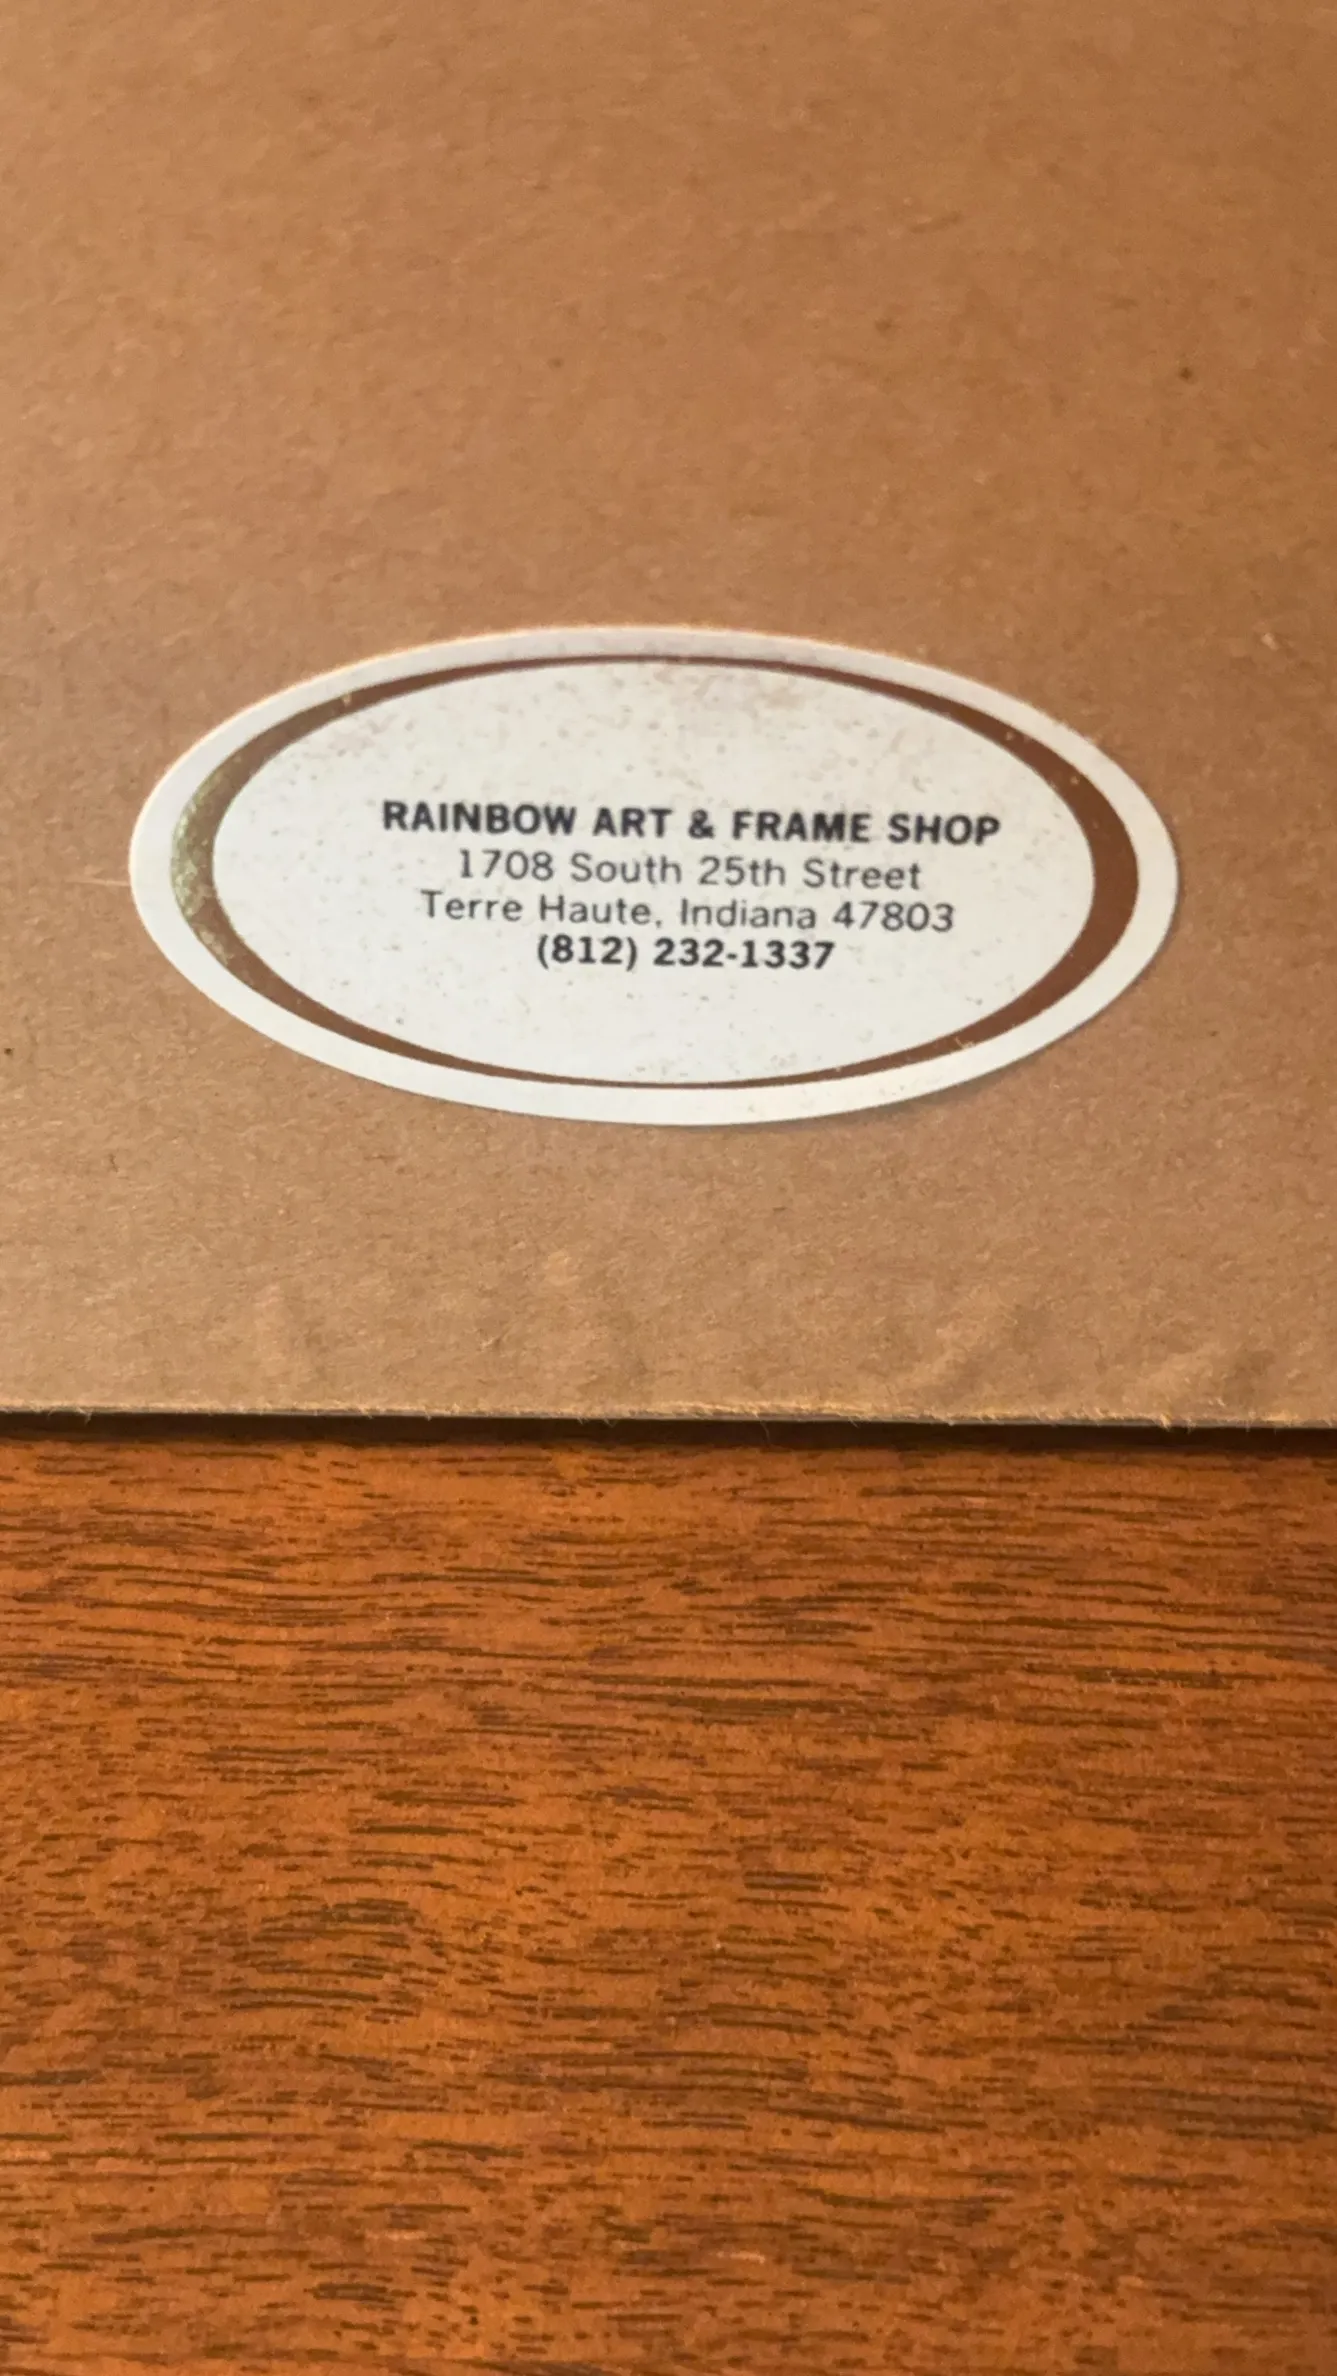 RAINBOW ART & FRAME SHOP
1708 South 25th Street
Terre Haute, Indiana 47803
(812) 232-1337